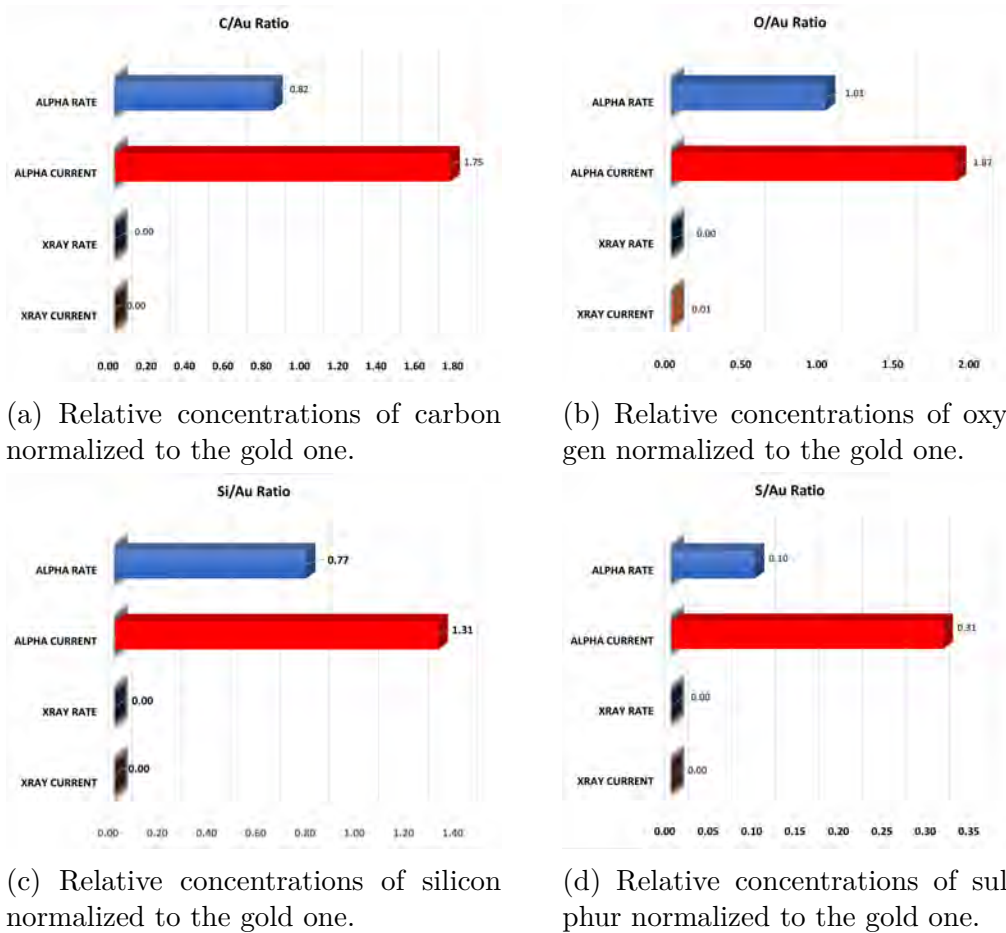 C/Au Ratio
ALPHA RATE
0.82
ALPHA CURRENT
1.75
XRAY RATE
0.00
XRAY CURRENT
0.00
0.00 0.20 0.40 0.60 0.80 1.00 1.20 1.40 1.60 1.80
(a) Relative concentrations of carbon
normalized to the gold one.
O/Au Ratio
ALPHA RATE
1.01
ALPHA CURRENT
1.87
XRAY RATE
0.00
XRAY CURRENT
0.01
0.00 0.50 1.00 1.50 2.00
(b) Relative concentrations of oxy
gen normalized to the gold one.
Si/Au Ratio
ALPHA RATE
0.77
ALPHA CURRENT
1.31
XRAY RATE
0.00
XRAY CURRENT
0.00
0.00 0.20 0.40 0.60 0.80 1.00 1.20 1.40
(c) Relative concentrations of silicon
normalized to the gold one.
S/Au Ratio
ALPHA RATE
0.10
ALPHA CURRENT
0.31
XRAY RATE
0.00
XRAY CURRENT
0.00
0.00 0.05 0.10 0.15 0.20 0.25 0.30 0.35
(d) Relative concentrations of sul
phur normalized to the gold one.